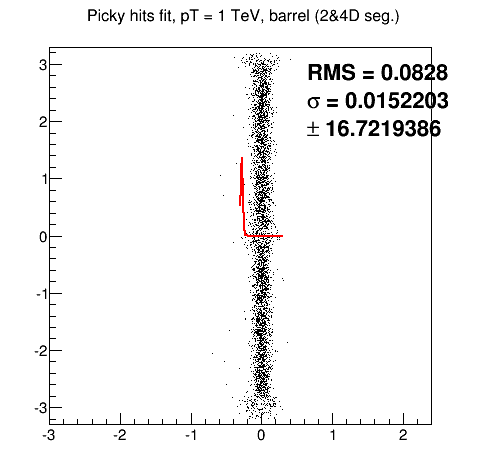 Picky hits fit, pT = 1 TeV, barrel (2&4D seg.)
RMS = 0.0828
σ = 0.0152203
± 16.7219386
3
2
1
0
-1
-2
-3
-3 -2 -1 0 1 2